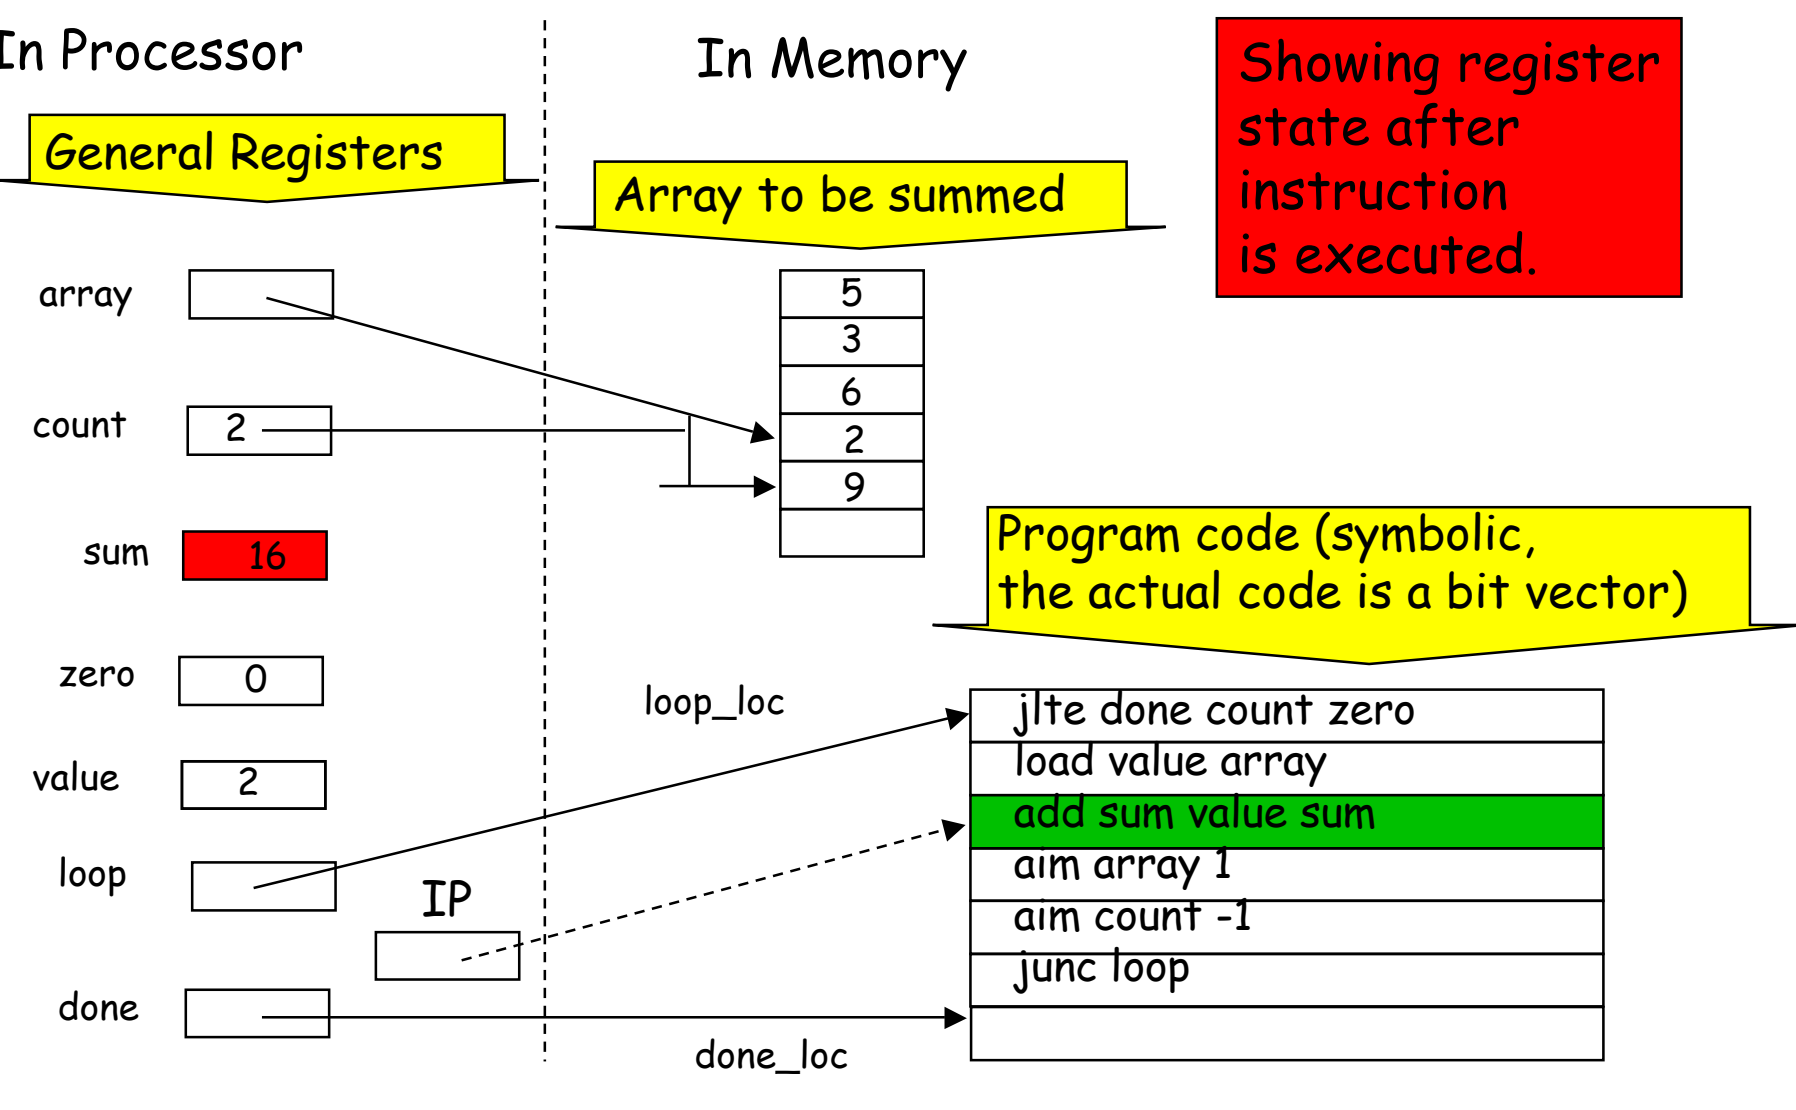 In Processor
In Memory
Showing register
state after
instruction
is executed.
General Registers
Array to be summed
array
count
2
sum
16
zero
0
value
2
loop
IP
done
5
3
6
2
9
Program code (symbolic,
the actual code is a bit vector)
loop_loc
done_loc
jlte done count zero
load value array
add sum value sum
aim array 1
aim count -1
junc loop